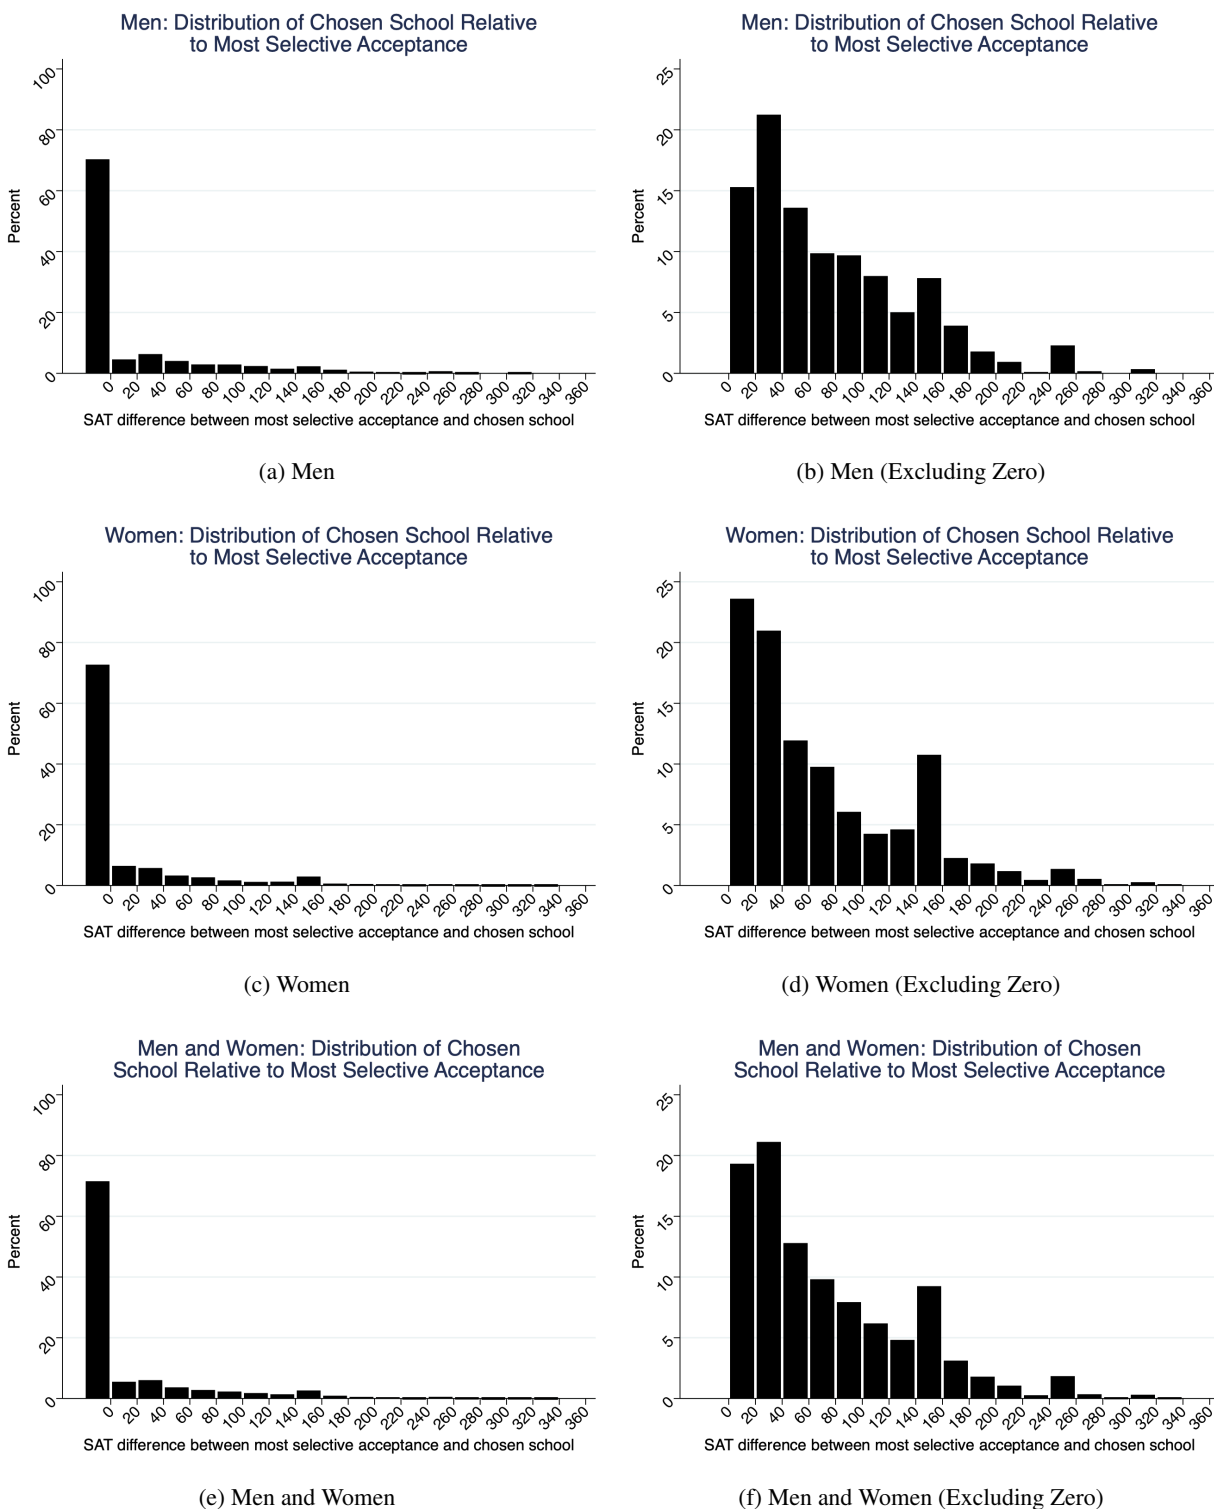 Men: Distribution of Chosen School Relative
to Most Selective Acceptance
Percent
100
80
60
40
20
0
0 20 40 60 80 100 120 140 160 180 200 220 240 260 280 300 320 340 360
SAT difference between most selective acceptance and chosen school
(a) Men
Men: Distribution of Chosen School Relative
to Most Selective Acceptance
Percent
25
20
15
10
5
0
0 20 40 60 80 100 120 140 160 180 200 220 240 260 280 300 320 340 360
SAT difference between most selective acceptance and chosen school
(b) Men (Excluding Zero)
Women: Distribution of Chosen School Relative
to Most Selective Acceptance
Percent
100
80
60
40
20
0
0 20 40 60 80 100 120 140 160 180 200 220 240 260 280 300 320 340 360
SAT difference between most selective acceptance and chosen school
(c) Women
Women: Distribution of Chosen School Relative
to Most Selective Acceptance
Percent
25
20
15
10
5
0
0 20 40 60 80 100 120 140 160 180 200 220 240 260 280 300 320 340 360
SAT difference between most selective acceptance and chosen school
(d) Women (Excluding Zero)
Men and Women: Distribution of Chosen
School Relative to Most Selective Acceptance
Percent
100
80
60
40
20
0
0 20 40 60 80 100 120 140 160 180 200 220 240 260 280 300 320 340 360
SAT difference between most selective acceptance and chosen school
(e) Men and Women
Men and Women: Distribution of Chosen
School Relative to Most Selective Acceptance
Percent
25
20
15
10
5
0
0 20 40 60 80 100 120 140 160 180 200 220 240 260 280 300 320 340 360
SAT difference between most selective acceptance and chosen school
(f) Men and Women (Excluding Zero)